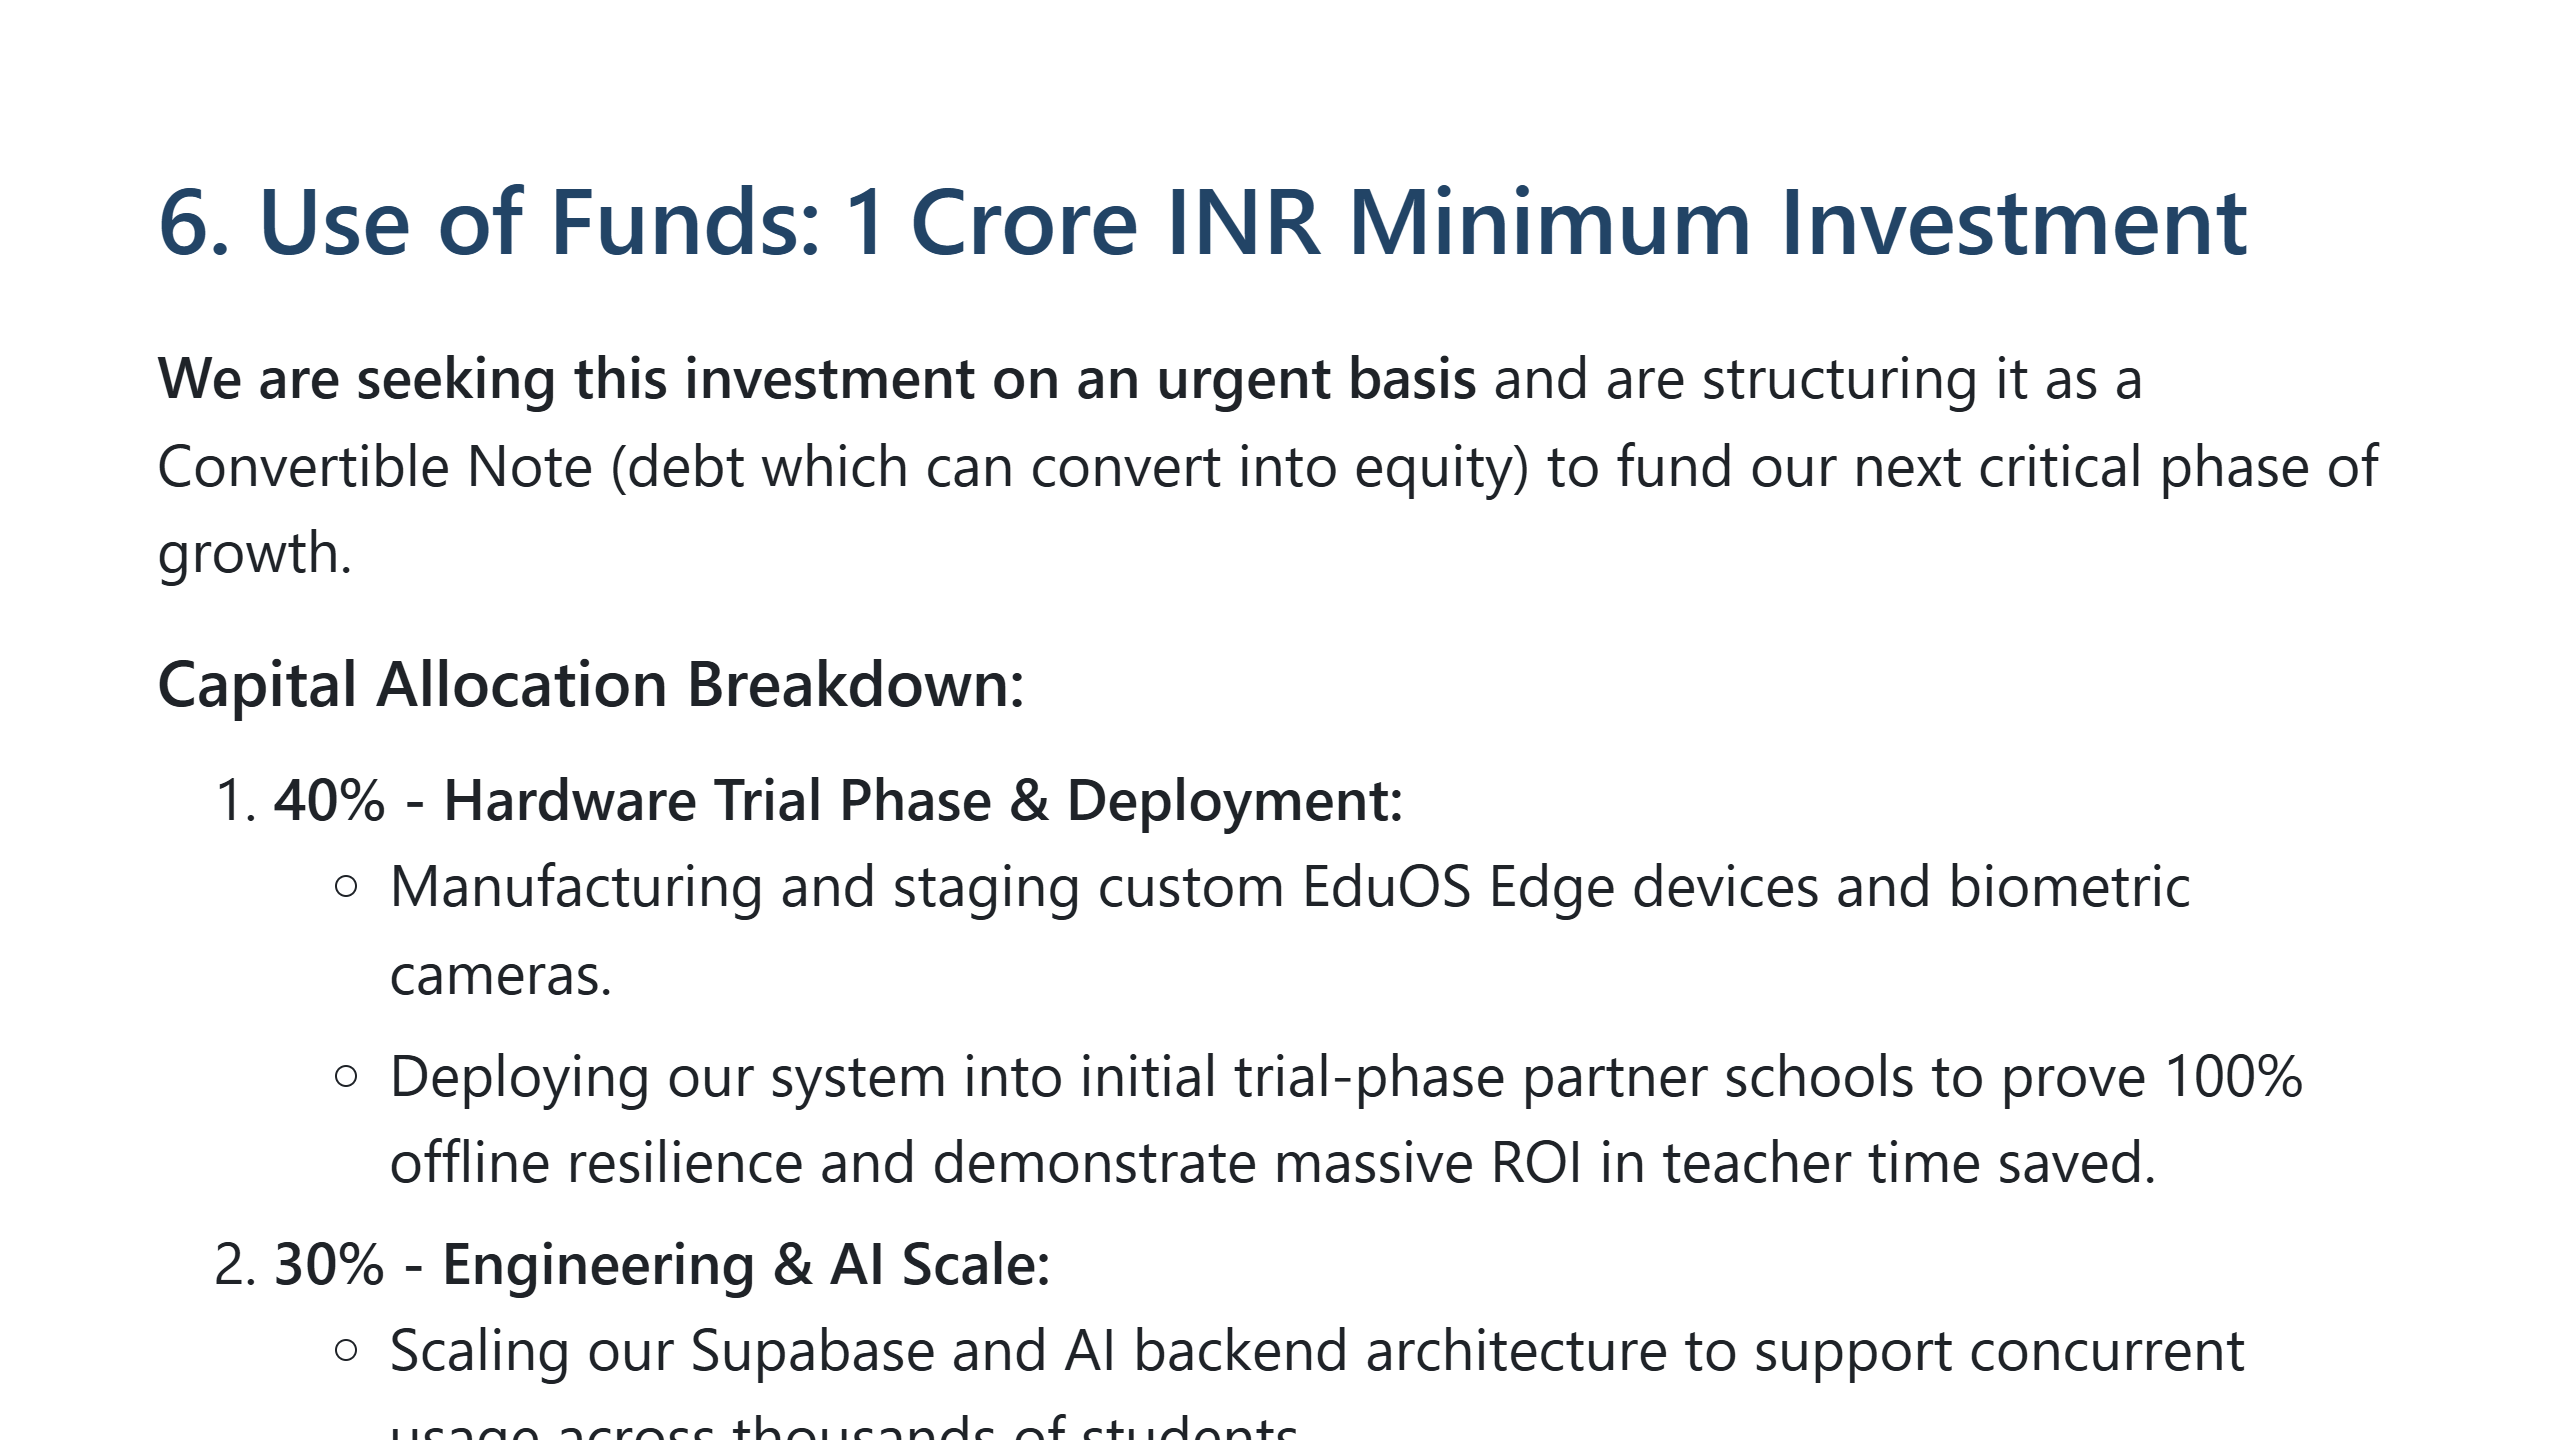 6. Use of Funds: 1 Crore INR Minimum Investment
We are seeking this investment on an urgent basis and are structuring it as a
Convertible Note (debt which can convert into equity) to fund our next critical phase of
growth.
Capital Allocation Breakdown:
1. 40% - Hardware Trial Phase & Deployment:
○ Manufacturing and staging custom EduOS Edge devices and biometric
cameras.
○ Deploying our system into initial trial-phase partner schools to prove 100%
offline resilience and demonstrate massive ROI in teacher time saved.
2. 30% - Engineering & AI Scale:
○ Scaling our Supabase and AI backend architecture to support concurrent
usage across thousands of students